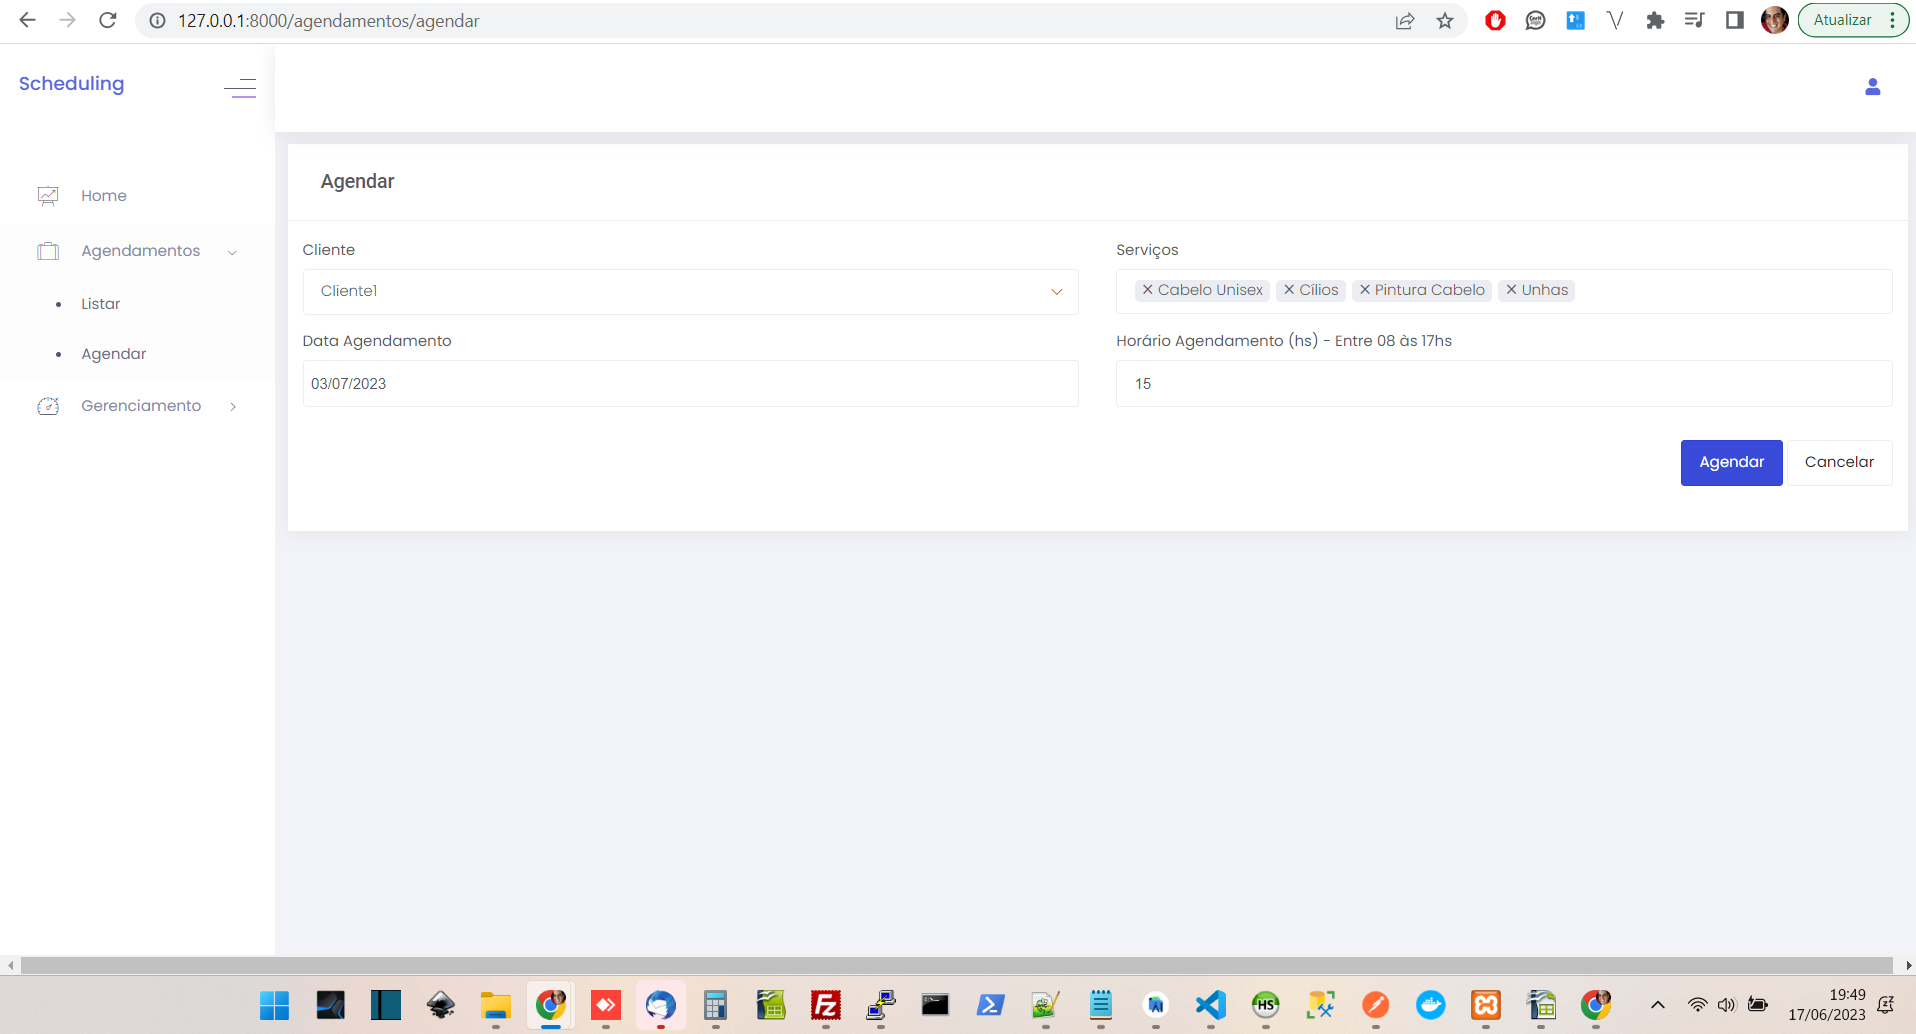 127.0.0.1:8000/agendamentos/agendar
Atualizar
Scheduling
Home
Agendamentos
Listar
Agendar
Gerenciamento
Agendar
Cliente
Serviços
Cliente1
Cabelo Unisex Cílios Pintura Cabelo Unhas
Data Agendamento
Horário Agendamento (hs) - Entre 08 às 17hs
03/07/2023
15
Agendar Cancelar
HS
19:49
17/06/2023